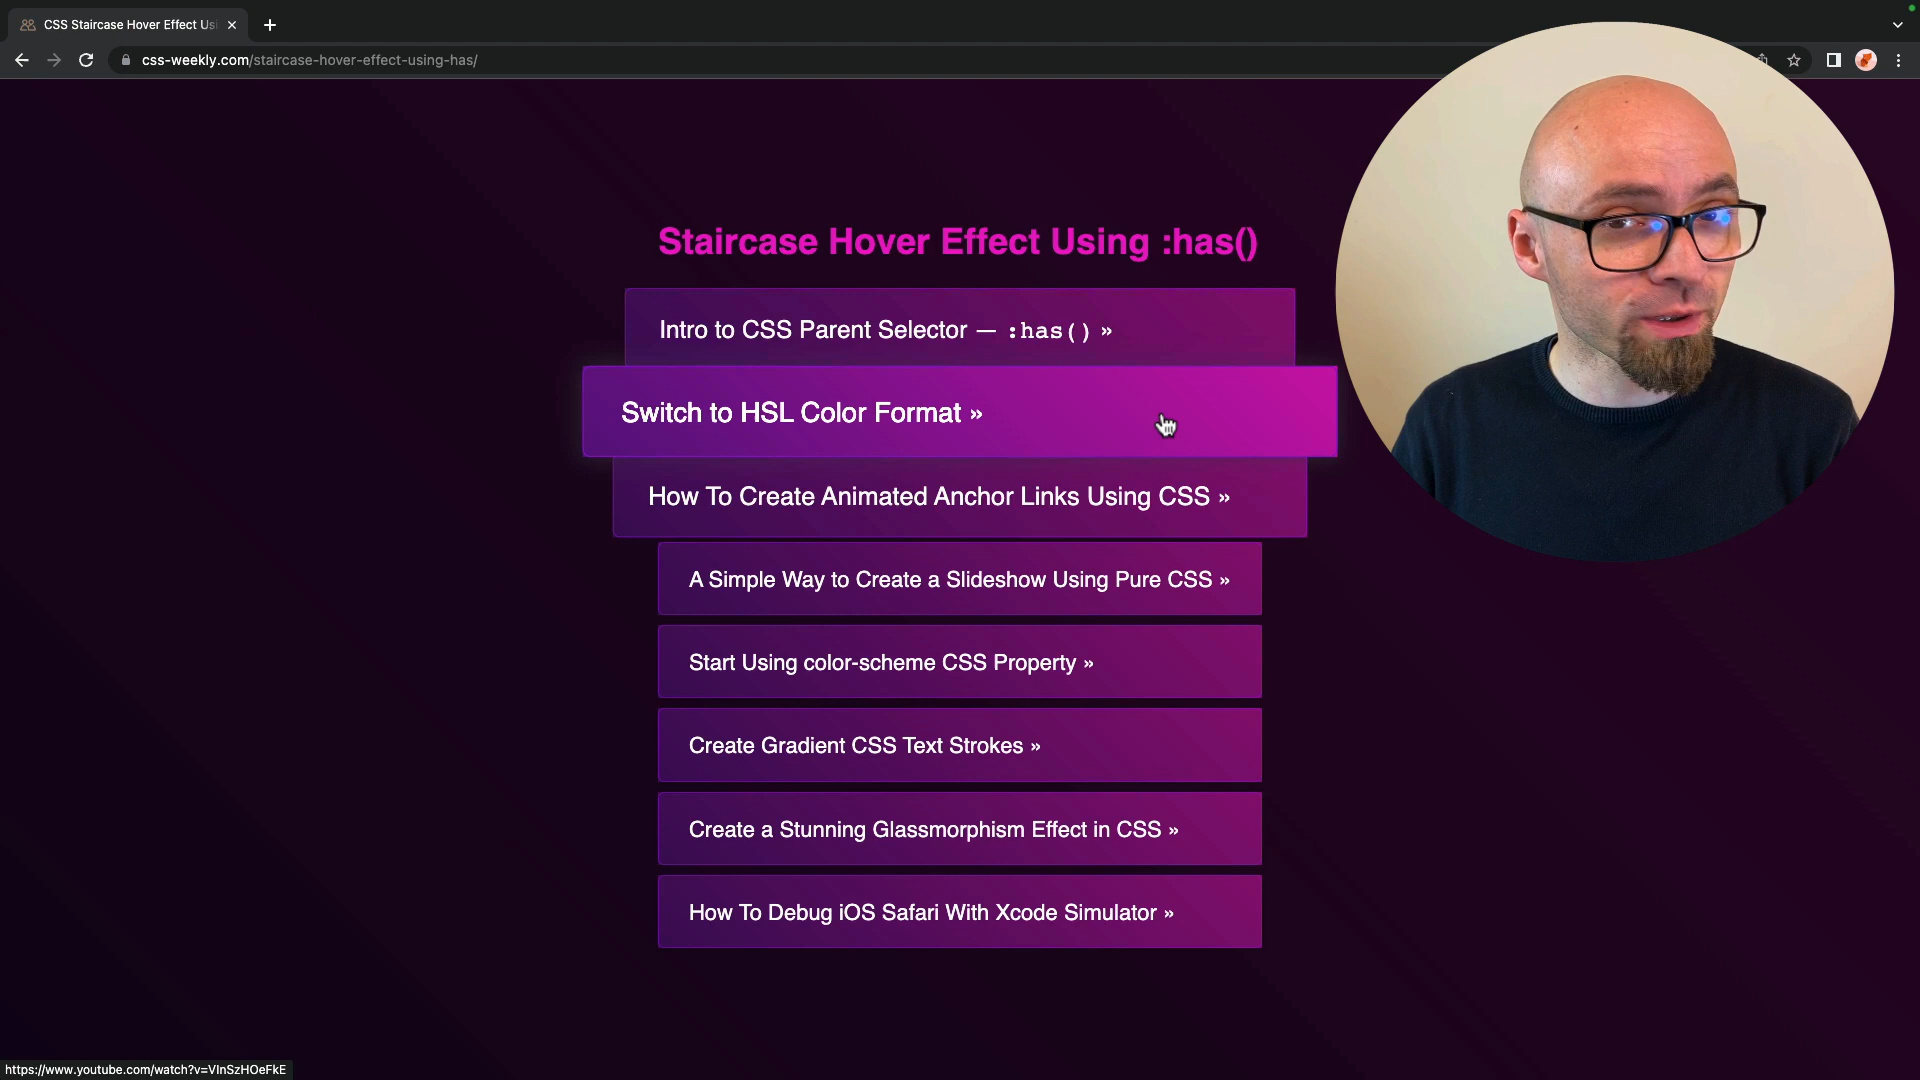 CSS Staircase Hover Effect Usi
css-weekly.com/staircase-hover-effect-using-has/
Staircase Hover Effect Using :has()
Intro to CSS Parent Selector — :has() »
Switch to HSL Color Format »
How To Create Animated Anchor Links Using CSS »
A Simple Way to Create a Slideshow Using Pure CSS »
Start Using color-scheme CSS Property »
Create Gradient CSS Text Strokes »
Create a Stunning Glassmorphism Effect in CSS »
How To Debug iOS Safari With Xcode Simulator »
https://www.youtube.com/watch?v=VInSzHOeFkE